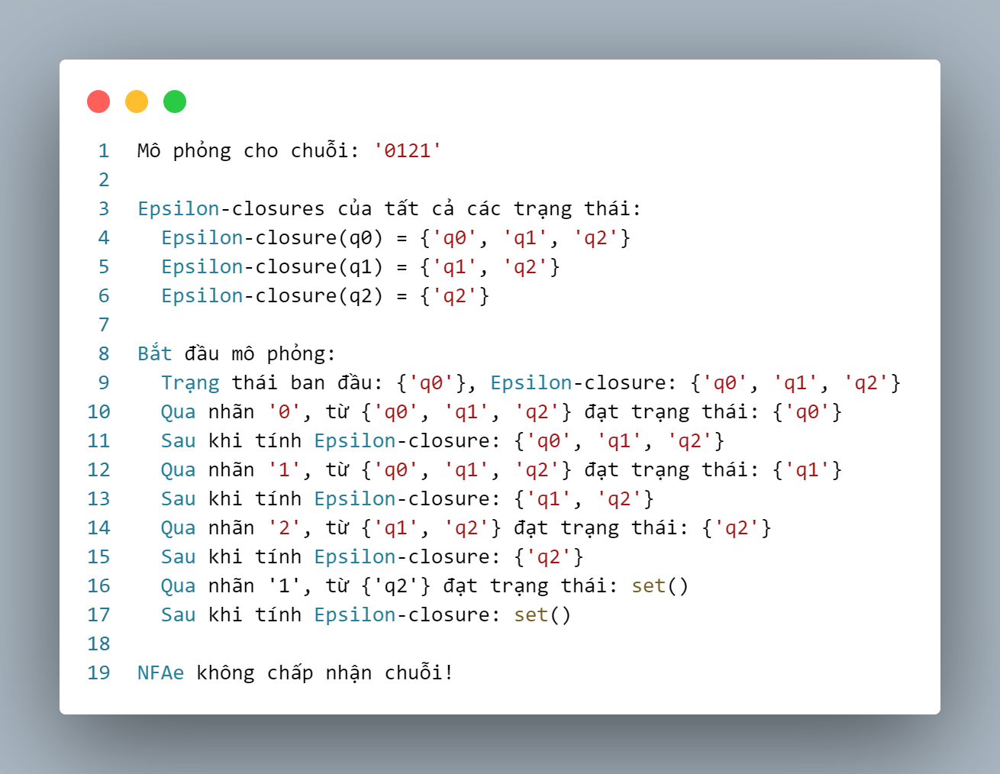 1 Mô phỏng cho chuỗi: '0121'
2
3 Epsilon-closures của tất cả các trạng thái:
4 Epsilon-closure(q0) = {'q0', 'q1', 'q2'}
5 Epsilon-closure(q1) = {'q1', 'q2'}
6 Epsilon-closure(q2) = {'q2'}
7
8 Bắt đầu mô phỏng:
9 Trạng thái ban đầu: {'q0'}, Epsilon-closure: {'q0', 'q1', 'q2'}
10 Qua nhãn '0', từ {'q0', 'q1', 'q2'} đạt trạng thái: {'q0'}
11 Sau khi tính Epsilon-closure: {'q0', 'q1', 'q2'}
12 Qua nhãn '1', từ {'q0', 'q1', 'q2'} đạt trạng thái: {'q1'}
13 Sau khi tính Epsilon-closure: {'q1', 'q2'}
14 Qua nhãn '2', từ {'q1', 'q2'} đạt trạng thái: {'q2'}
15 Sau khi tính Epsilon-closure: {'q2'}
16 Qua nhãn '1', từ {'q2'} đạt trạng thái: set()
17 Sau khi tính Epsilon-closure: set()
18
19 NFAe không chấp nhận chuỗi!